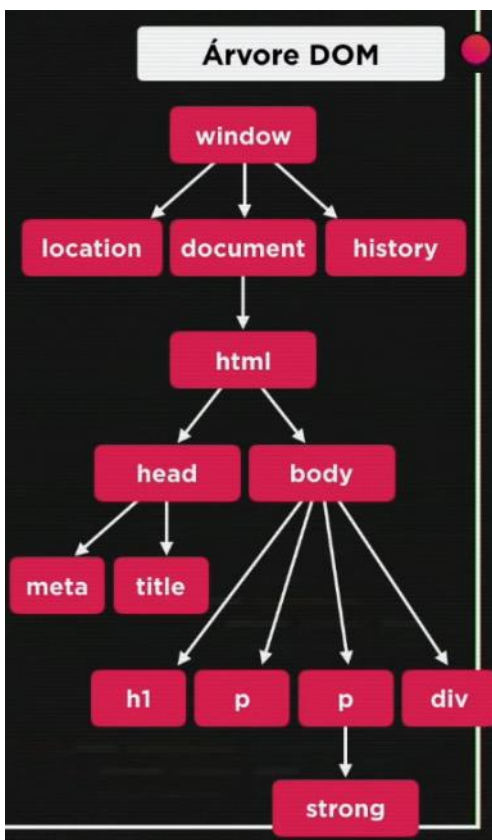 Árvore DOM
window
location document history
html
head body
meta title
h1 p p div
strong